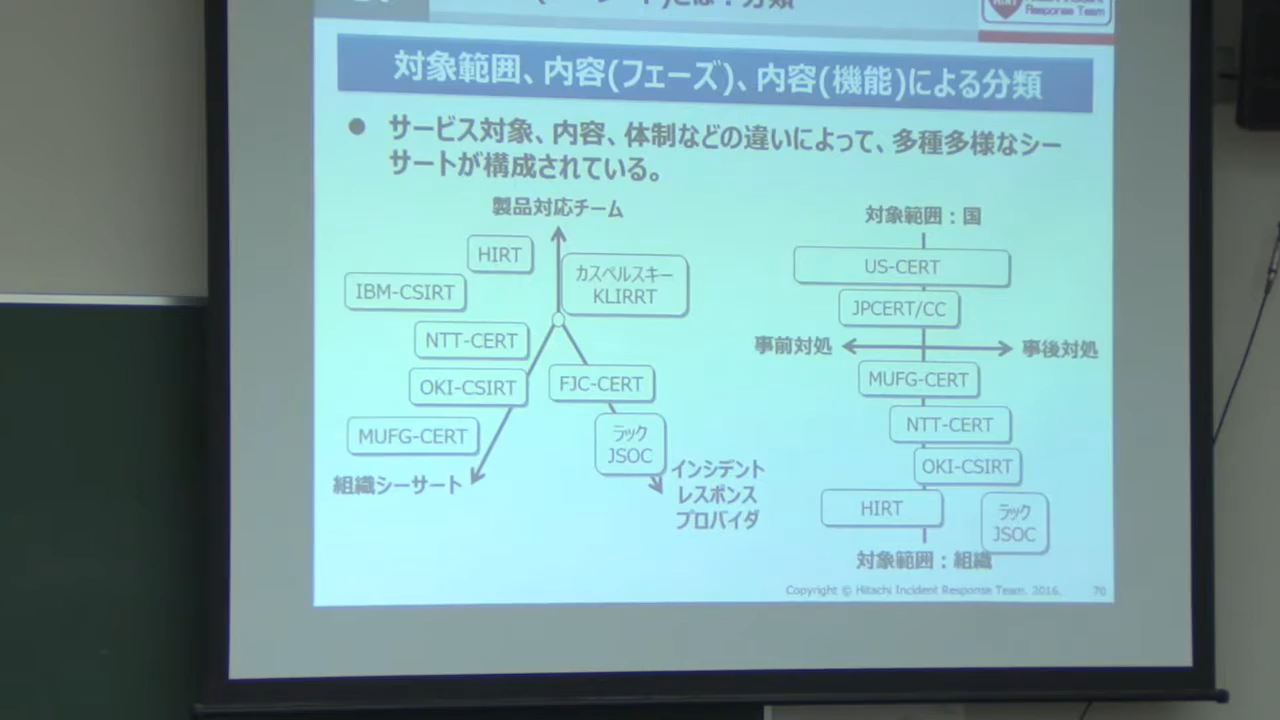 とは：分類
Response Team
対象範囲、内容(フェーズ)、内容(機能)による分類
● サービス対象、内容、体制などの違いによって、多種多様なシー
サートが構成されている。
製品対応チーム
HIRT
カスペルスキー
KLIRRT
IBM-CSIRT
NTT-CERT
OKI-CSIRT
FJC-CERT
MUFG-CERT
ラック
JSOC
組織シーサート
インシデント
レスポンス
プロバイダ
対象範囲：国
US-CERT
JPCERT/CC
事前対処
事後対処
MUFG-CERT
NTT-CERT
OKI-CSIRT
HIRT
ラック
JSOC
対象範囲：組織
Copyright © Hitachi Incident Response Team. 2016.
70